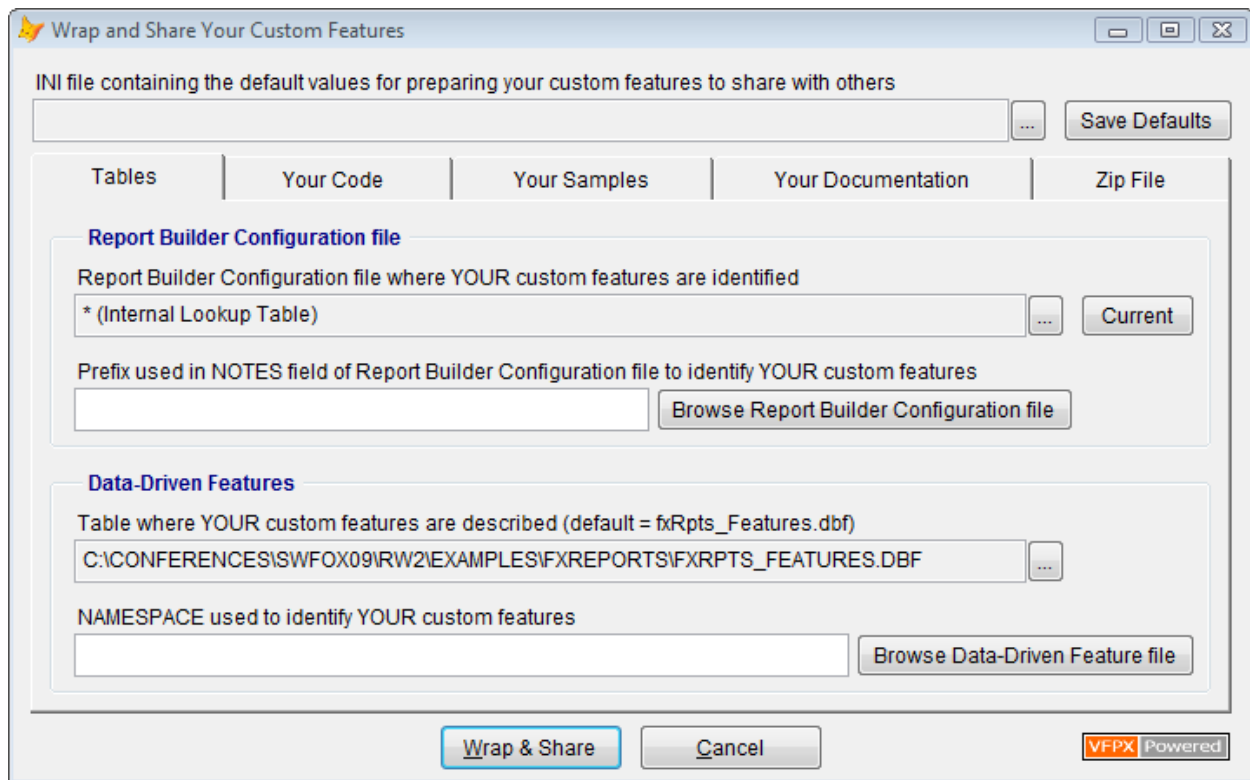 Wrap and Share Your Custom Features
INI file containing the default values for preparing your custom features to share with others
... Save Defaults
Tables Your Code Your Samples Your Documentation Zip File
Report Builder Configuration file
Report Builder Configuration file where YOUR custom features are identified
* (Internal Lookup Table) ... Current
Prefix used in NOTES field of Report Builder Configuration file to identify YOUR custom features
Browse Report Builder Configuration file
Data-Driven Features
Table where YOUR custom features are described (default = fxRpts_Features.dbf)
C:\CONFERENCES\SWFOX09\RW2\EXAMPLES\FXREPORTS\FXRPTS_FEATURES.DBF ...
NAMESPACE used to identify YOUR custom features
Browse Data-Driven Feature file
Wrap & Share Cancel VFPX Powered